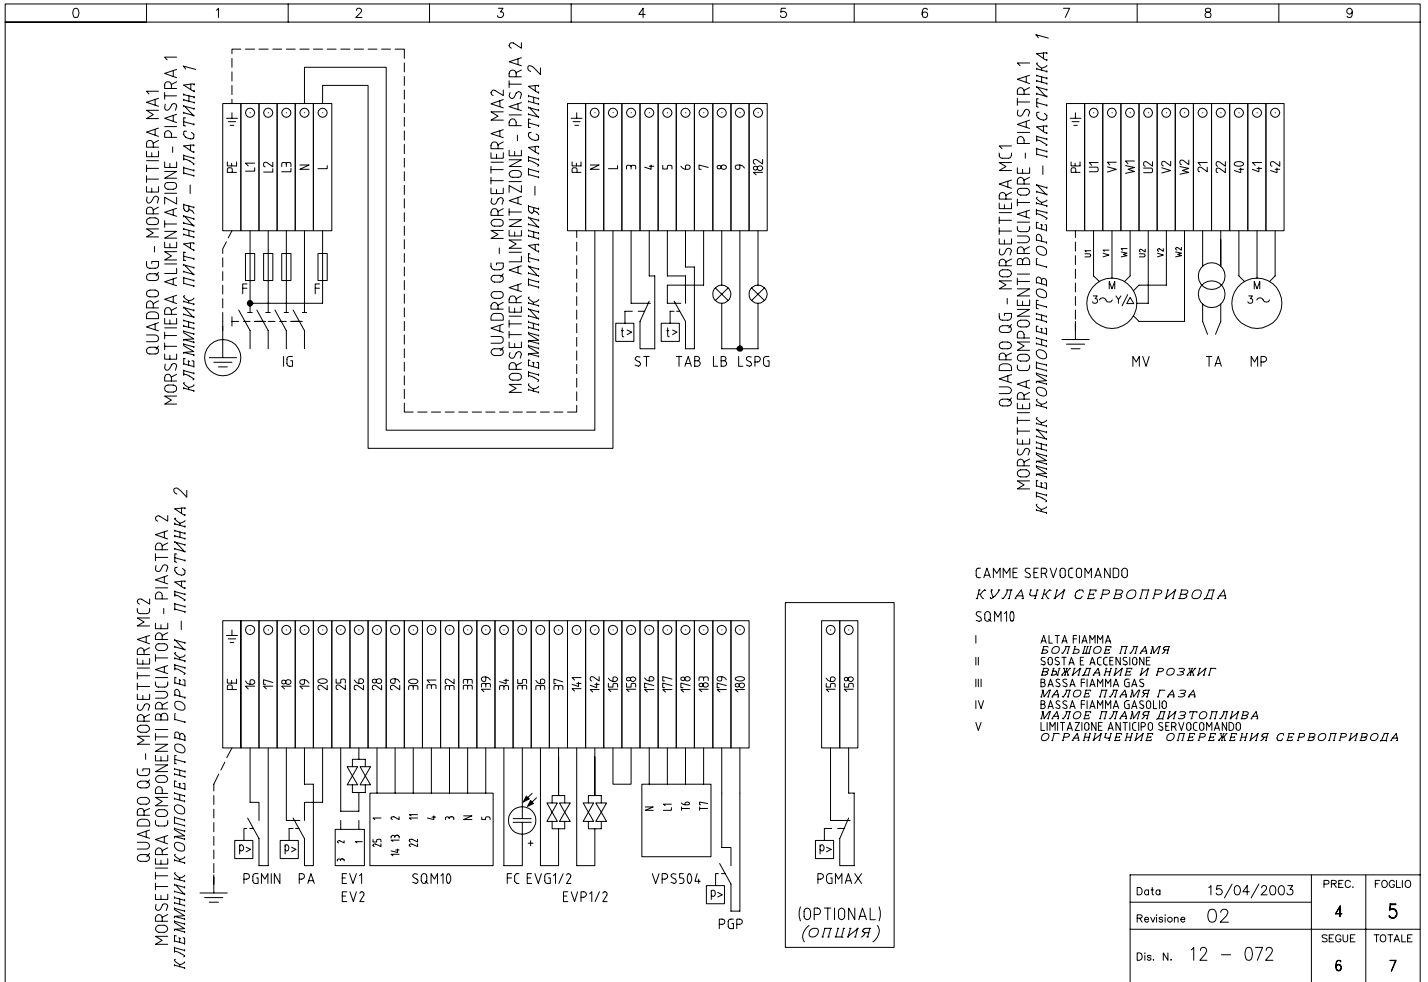 0 1 2 3 4 5 6 7 8 9
QUADRO QG - MORSETTIERA MA1
MORSETTIERA ALIMENTAZIONE - PIASTRA 1
КЛЕММНИК ПИТАНИЯ - ПЛАСТИНА 1
PE L1 L2 L3 N L
F F
IG
QUADRO QG - MORSETTIERA MA2
MORSETTIERA ALIMENTAZIONE - PIASTRA 2
КЛЕММНИК ПИТАНИЯ - ПЛАСТИНА 2
PE N L 3 4 5 6 7 8 9 182
t> t>
ST TAB LB LSPG
QUADRO QG - MORSETTIERA MC1
MORSETTIERA COMPONENTI BRUCIATORE - PIASTRA 1
КЛЕММНИК КОМПОНЕНТОВ ГОРЕЛКИ - ПЛАСТИНКА 1
PE U1 V1 W1 U2 V2 W2 21 22 40 41 42
U1 V1 W1 U2 V2 W2
M
3~ Y/Δ
M
3~
MV TA MP
QUADRO QG - MORSETTIERA MC2
MORSETTIERA COMPONENTI BRUCIATORE - PIASTRA 2
КЛЕММНИК КОМПОНЕНТОВ ГОРЕЛКИ - ПЛАСТИНКА 2
PE 16 17 18 19 20 25 26 28 29 30 31 32 33 139 34 35 36 37 141 142 156 158 176 177 178 183 179 180
156 158
1 2 11 4 3 N 5
25 14 13 22
3 2 1
N L1 T6 T7
+
P> P> P> P>
PGMIN PA EV1 SQM10 FC EVG1/2 VPS504 PGMAX
EV2 EVP1/2
PGP
(OPTIONAL)
(ОПЦИЯ)
CAMME SERVOCOMANDO
КУЛАЧКИ СЕРВОПРИВОДА
SQM10
I ALTA FIAMMA
БОЛЬШОЕ ПЛАМЯ
II SOSTA E ACCENSIONE
ВЫЖИДАНИЕ И РОЗЖИГ
III BASSA FIAMMA GAS
МАЛОЕ ПЛАМЯ ГАЗА
IV BASSA FIAMMA GASOLIO
МАЛОЕ ПЛАМЯ ДИЗТОПЛИВА
V LIMITAZIONE ANTICIPO SERVOCOMANDO
ОГРАНИЧЕНИЕ ОПЕРЕЖЕНИЯ СЕРВОПРИВОДА
Data 15/04/2003 PREC. FOGLIO
Revisione 02 4 5
Dis. N. 12 - 072 SEGUE TOTALE
6 7